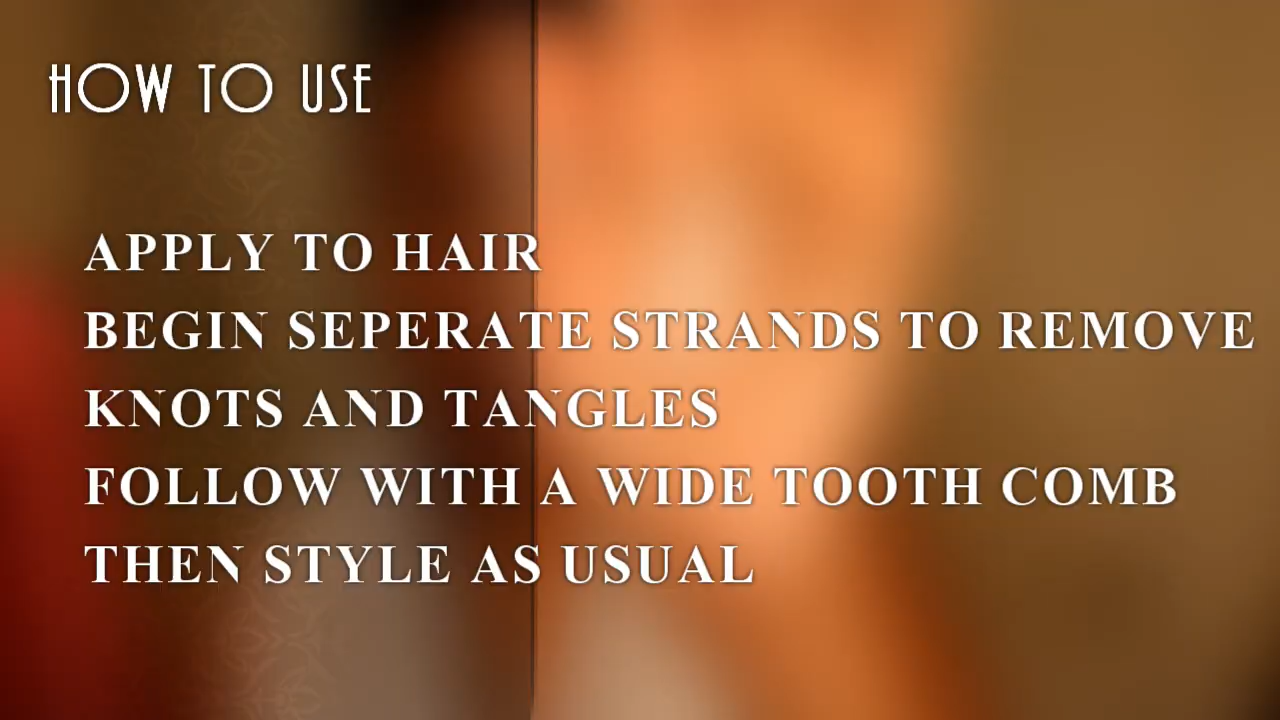 HOW TO USE
APPLY TO HAIR
BEGIN SEPERATE STRANDS TO REMOVE
KNOTS AND TANGLES
FOLLOW WITH A WIDE TOOTH COMB
THEN STYLE AS USUAL